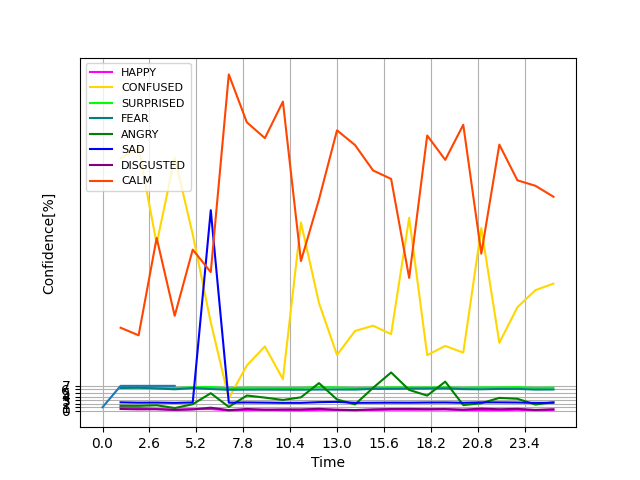 HAPPY
CONFUSED
SURPRISED
FEAR
ANGRY
SAD
DISGUSTED
CALM
Confidence[%]
0.0 2.6 5.2 7.8 10.4 13.0 15.6 18.2 20.8 23.4
Time